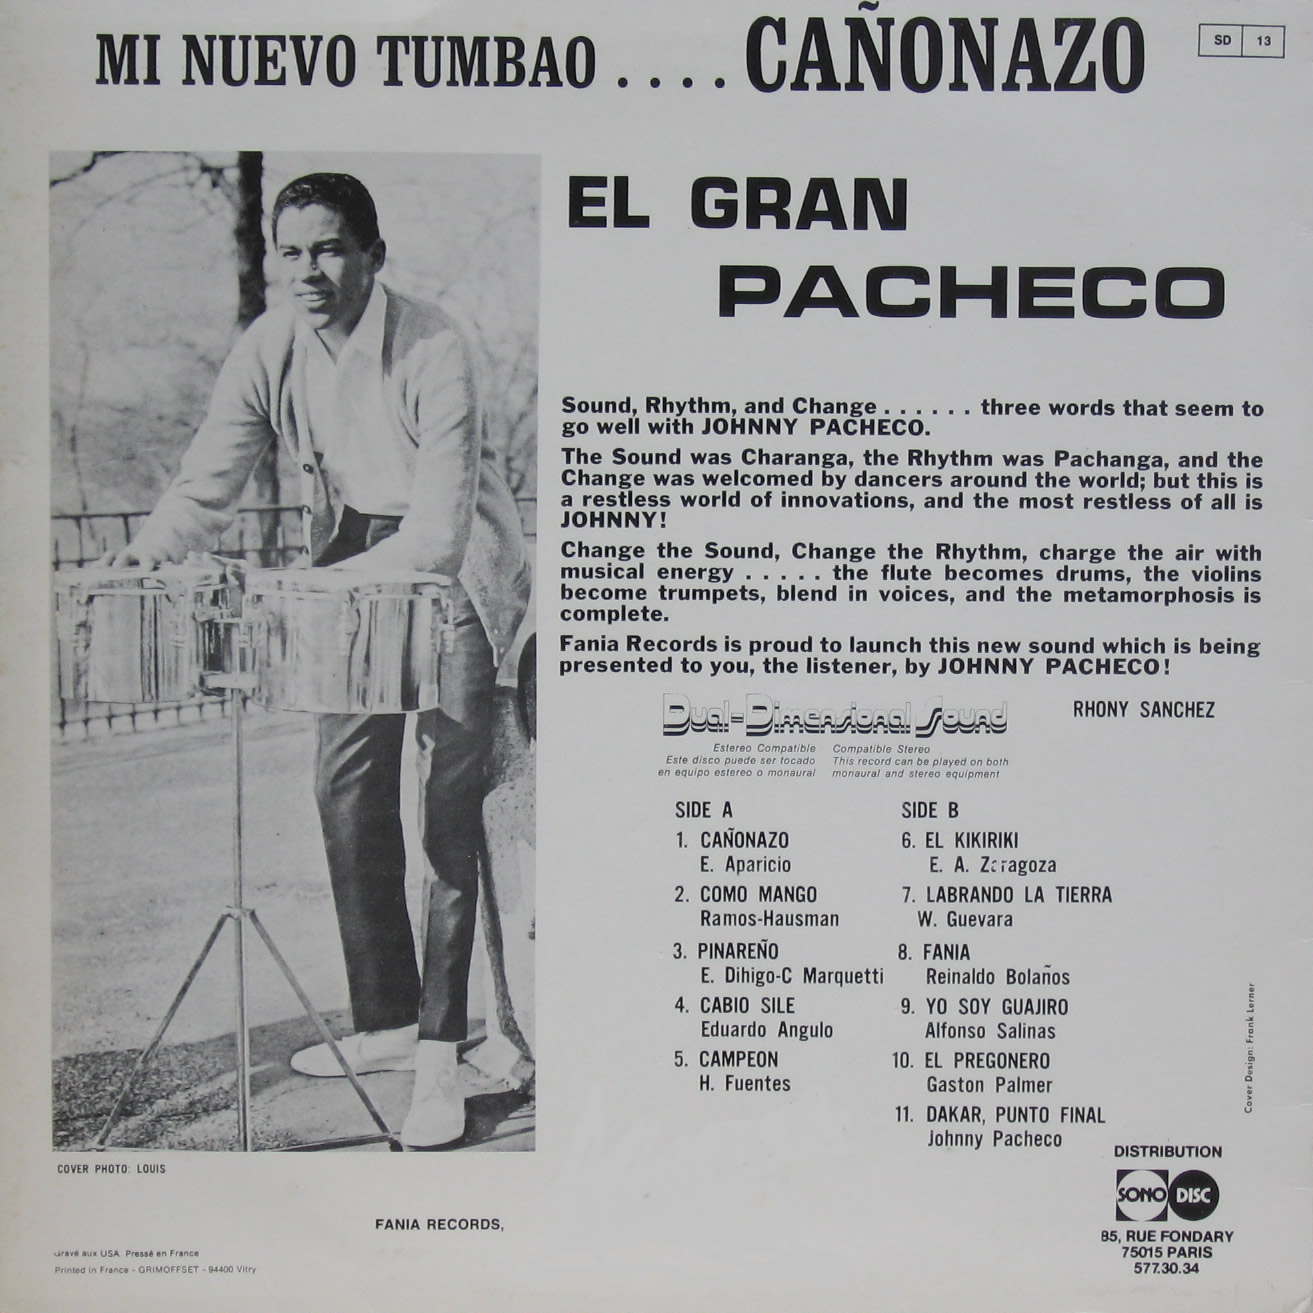 MI NUEVO TUMBAO .... CAÑONAZO
SD 13
EL GRAN
PACHECO
Sound, Rhythm, and Change ...... three words that seem to
go well with JOHNNY PACHECO.
The Sound was Charanga, the Rhythm was Pachanga, and the
Change was welcomed by dancers around the world; but this is
a restless world of innovations, and the most restless of all is
JOHNNY!
Change the Sound, Change the Rhythm, charge the air with
musical energy ..... the flute becomes drums, the violins
become trumpets, blend in voices, and the metamorphosis is
complete.
Fania Records is proud to launch this new sound which is being
presented to you, the listener, by JOHNNY PACHECO!
RHONY SANCHEZ
Dual-Dimensional Sound
Estereo Compatible
Este disco puede ser tocado
en equipo estereo o monaural
Compatible Stereo
This record can be played on both
monaural and stereo equipment
SIDE A
1. CAÑONAZO
E. Aparicio
2. COMO MANGO
Ramos-Hausman
3. PINAREÑO
E. Dihigo-C Marquetti
4. CABIO SILE
Eduardo Angulo
5. CAMPEON
H. Fuentes
SIDE B
6. EL KIKIRIKI
E. A. Zaragoza
7. LABRANDO LA TIERRA
W. Guevara
8. FANIA
Reinaldo Bolaños
9. YO SOY GUAJIRO
Alfonso Salinas
10. EL PREGONERO
Gaston Palmer
11. DAKAR, PUNTO FINAL
Johnny Pacheco
Cover Design: Frank Lerner
DISTRIBUTION
SONO DISC
85, RUE FONDARY
75015 PARIS
577.30.34
COVER PHOTO: LOUIS
FANIA RECORDS,
Gravé aux USA. Pressé en France
Printed in France - GRIMOFFSET - 94400 Vitry